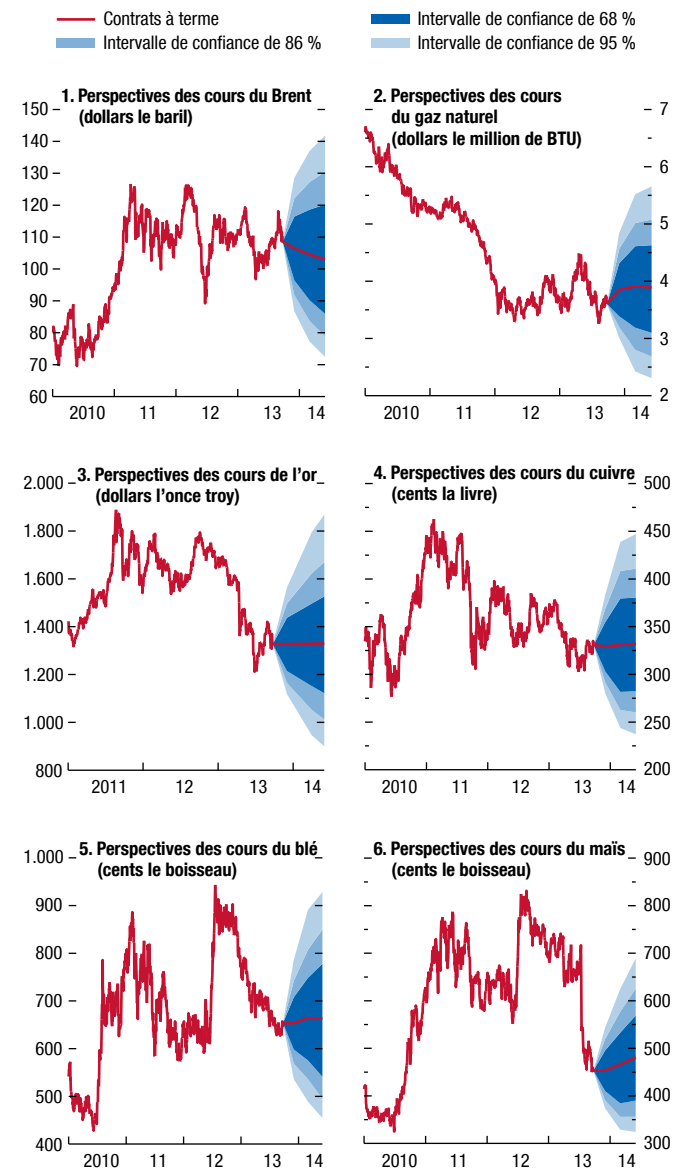 Contrats à terme
Intervalle de confiance de 86 %
Intervalle de confiance de 68 %
Intervalle de confiance de 95 %
1. Perspectives des cours du Brent
(dollars le baril)
150
140
130
120
110
100
90
80
70
60
2010 11 12 13 14
2. Perspectives des cours
du gaz naturel
(dollars le million de BTU)
7
6
5
4
3
2
2010 11 12 13 14
3. Perspectives des cours de l’or
(dollars l’once troy)
2.000
1.800
1.600
1.400
1.200
1.000
800
2011 12 13 14
4. Perspectives des cours du cuivre
(cents la livre)
500
450
400
350
300
250
200
2010 11 12 13 14
5. Perspectives des cours du blé
(cents le boisseau)
1.000
900
800
700
600
500
400
2010 11 12 13 14
6. Perspectives des cours du maïs
(cents le boisseau)
900
800
700
600
500
400
300
2010 11 12 13 14